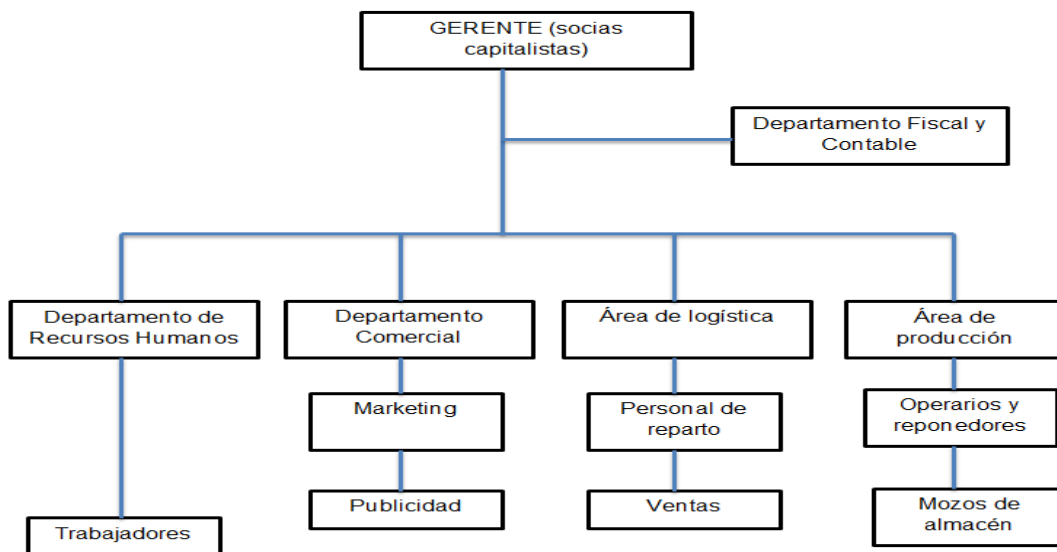 GERENTE (socias
capitalistas)
Departamento Fiscal y
Contable
Departamento de
Recursos Humanos
Departamento
Comercial
Área de logística
Área de
producción
Marketing
Personal de
reparto
Operarios y
reponedores
Publicidad
Ventas
Mozos de
almacén
Trabajadores